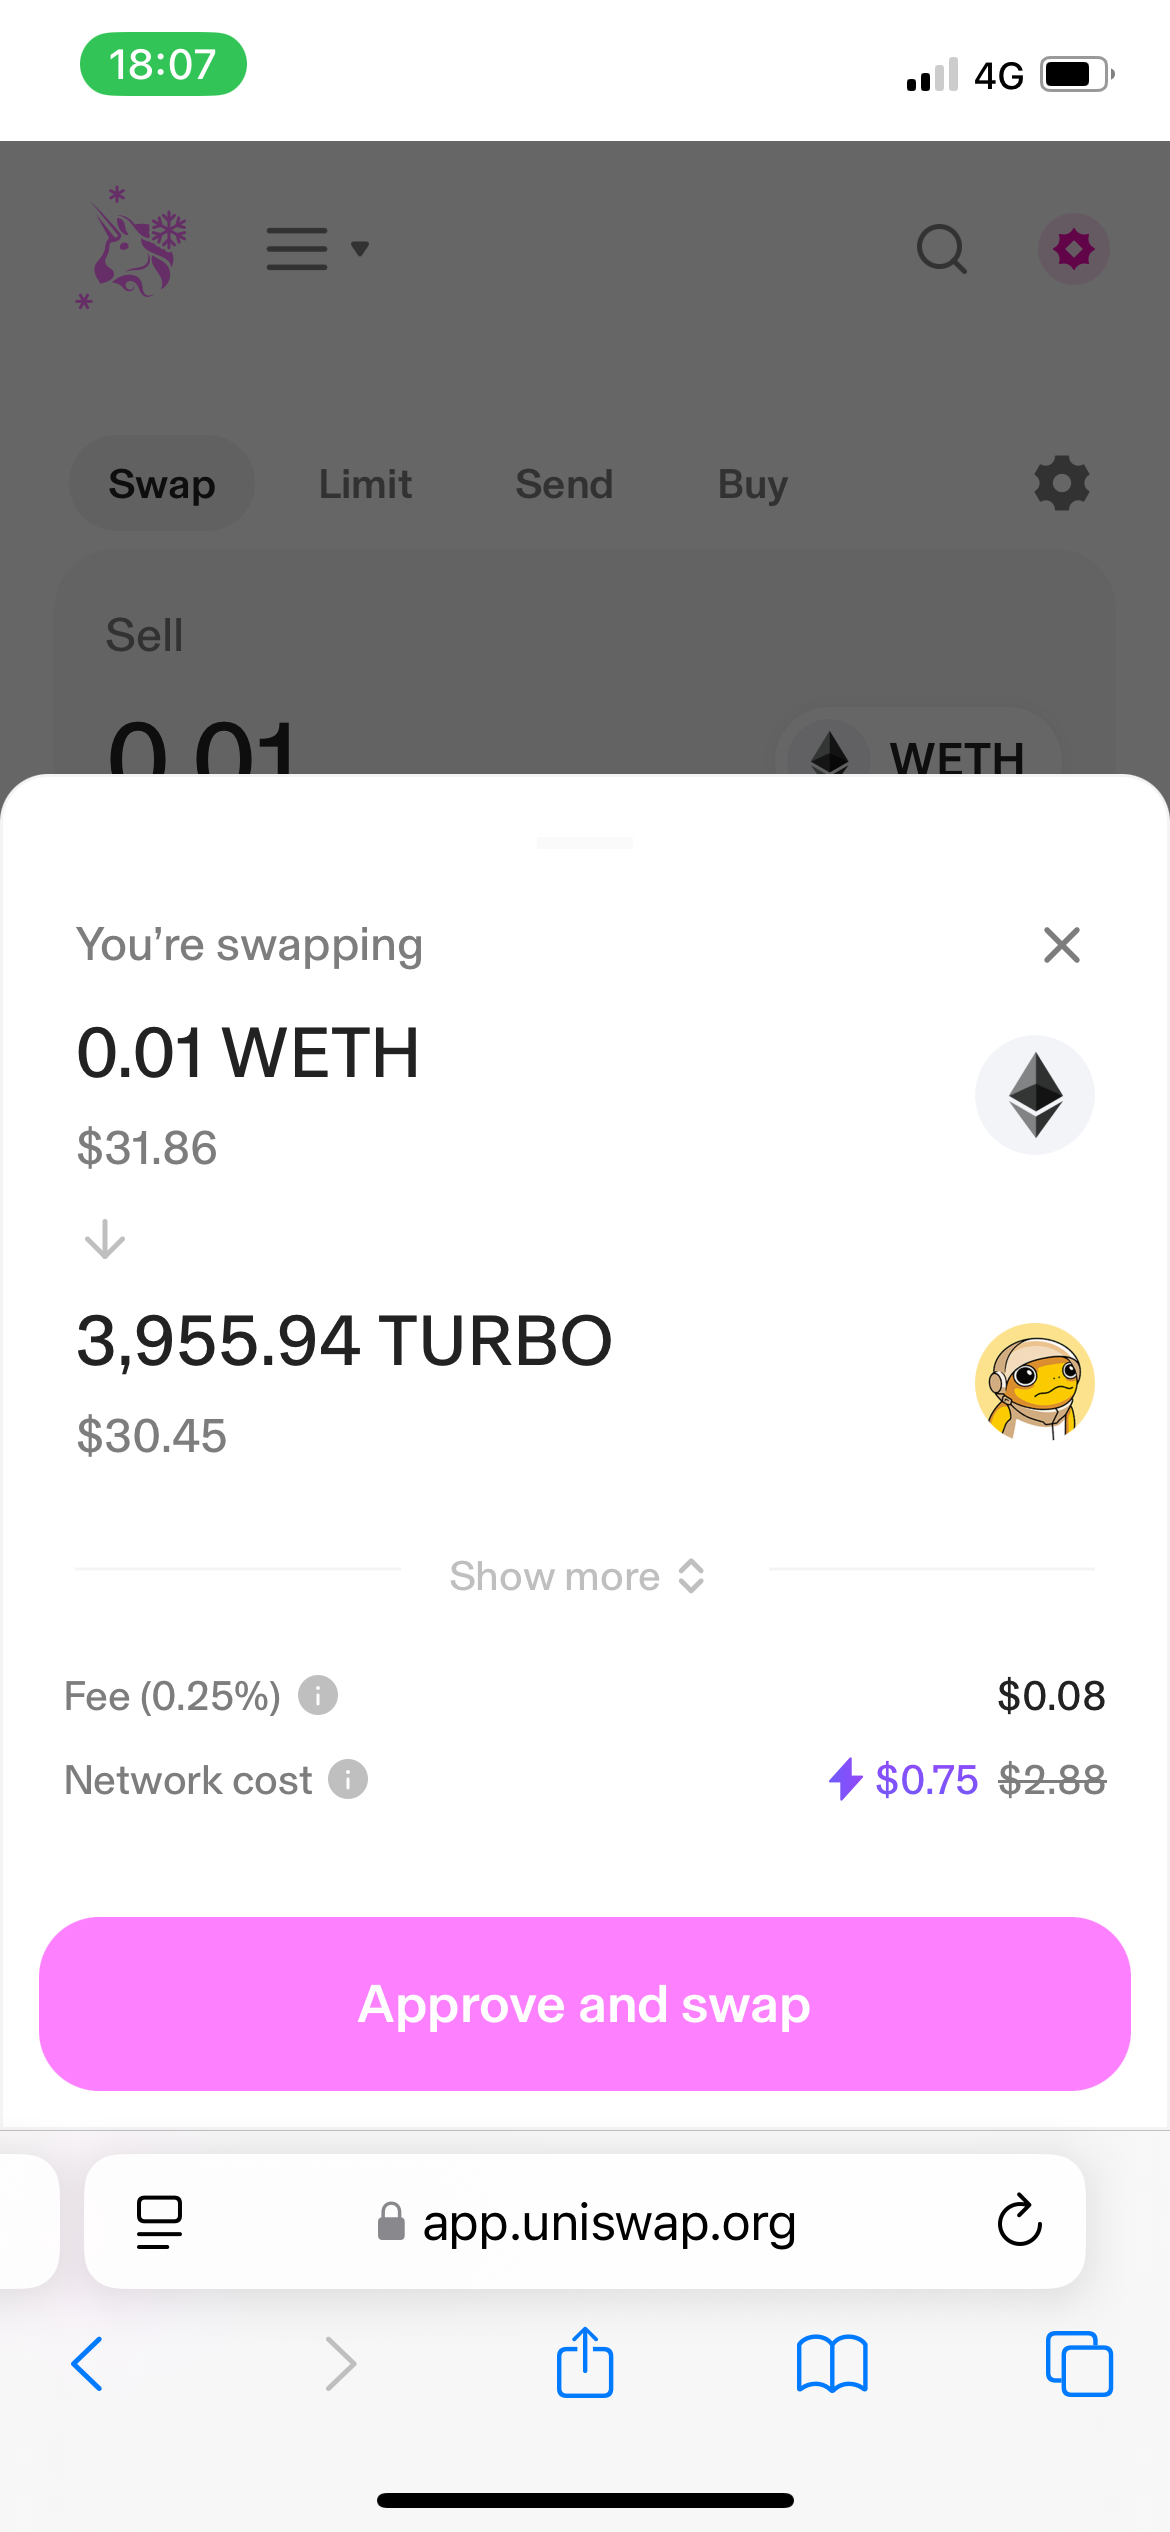 18:07
4G
Swap Limit Send Buy
Sell
0.01 WETH
You’re swapping
0.01 WETH
$31.86
3,955.94 TURBO
$30.45
Show more
Fee (0.25%) $0.08
Network cost $0.75 $2.88
Approve and swap
app.uniswap.org